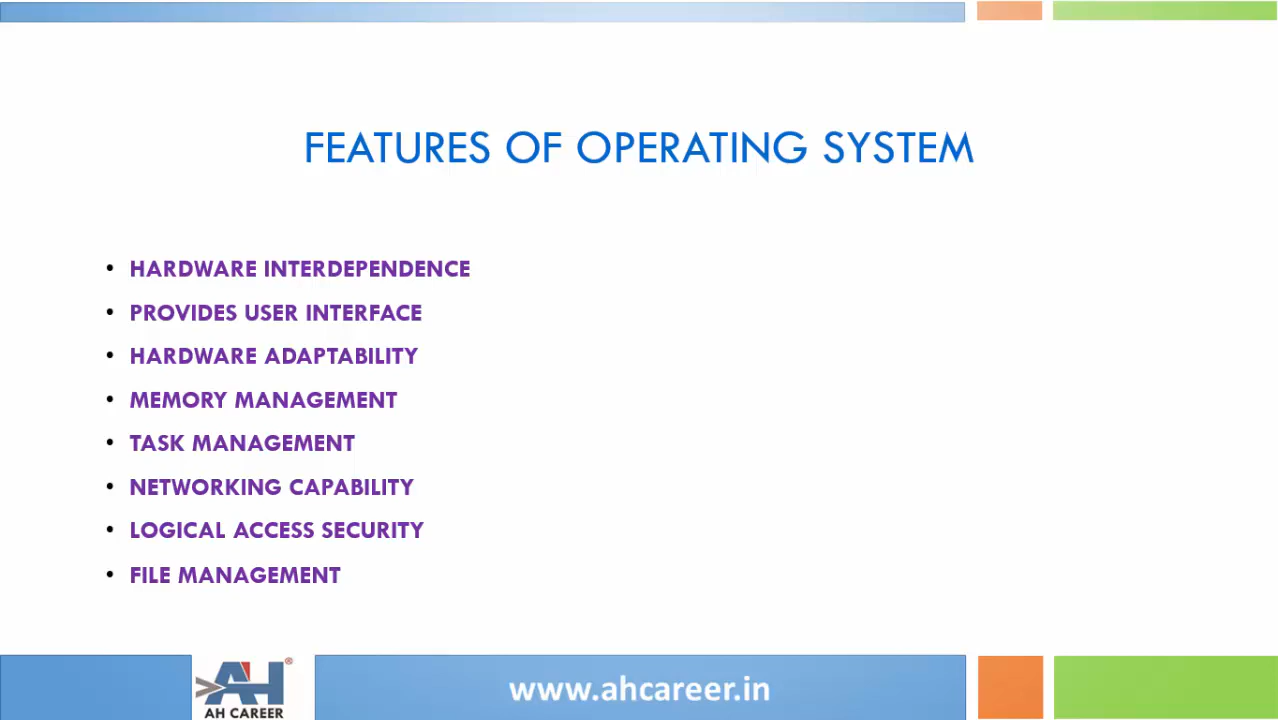 FEATURES OF OPERATING SYSTEM
• HARDWARE INTERDEPENDENCE
• PROVIDES USER INTERFACE
• HARDWARE ADAPTABILITY
• MEMORY MANAGEMENT
• TASK MANAGEMENT
• NETWORKING CAPABILITY
• LOGICAL ACCESS SECURITY
• FILE MANAGEMENT
AH®
AH CAREER
www.ahcareer.in